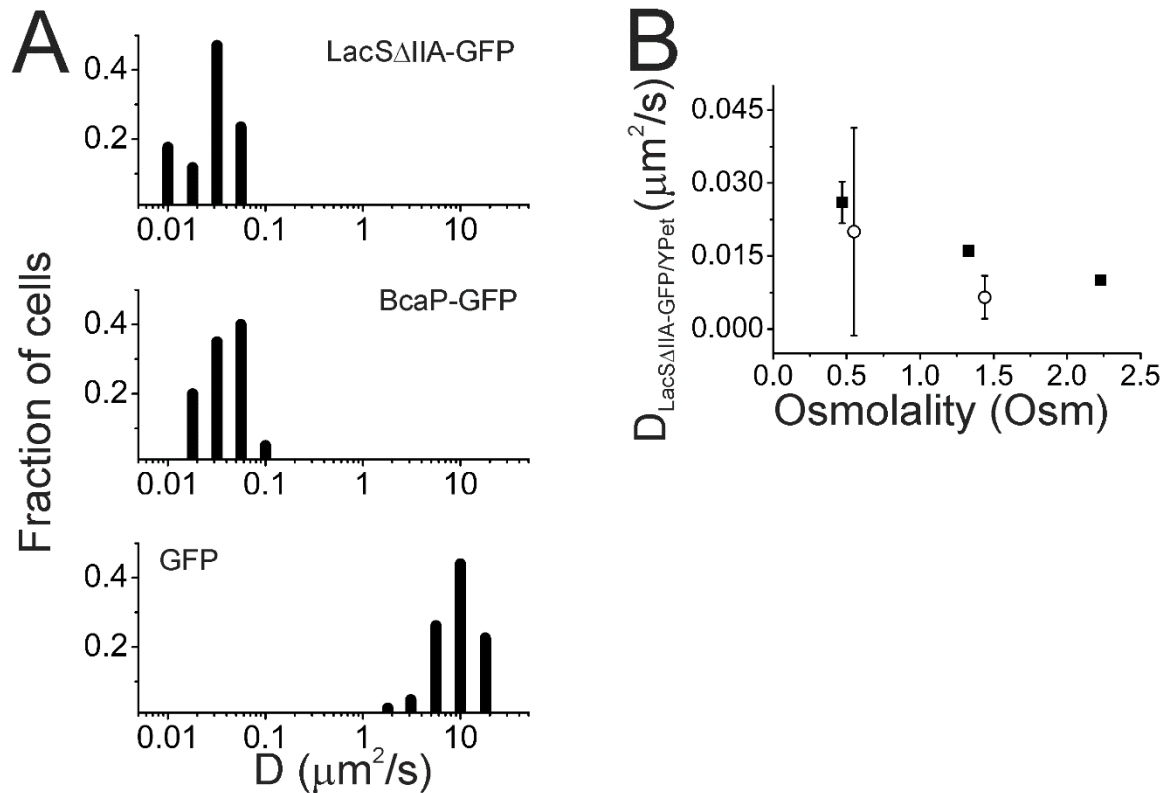 A
B
Fraction of cells
LacSΔIIA-GFP
0.4
0.2
0.01 0.1 1 10
BcaP-GFP
0.4
0.2
0.01 0.1 1 10
GFP
0.4
0.2
0.01 0.1 1 10
D (μm²/s)
D LacSΔIIA-GFP/YPet (μm²/s)
0.045
0.030
0.015
0.000
0.0 0.5 1.0 1.5 2.0 2.5
Osmolality (Osm)